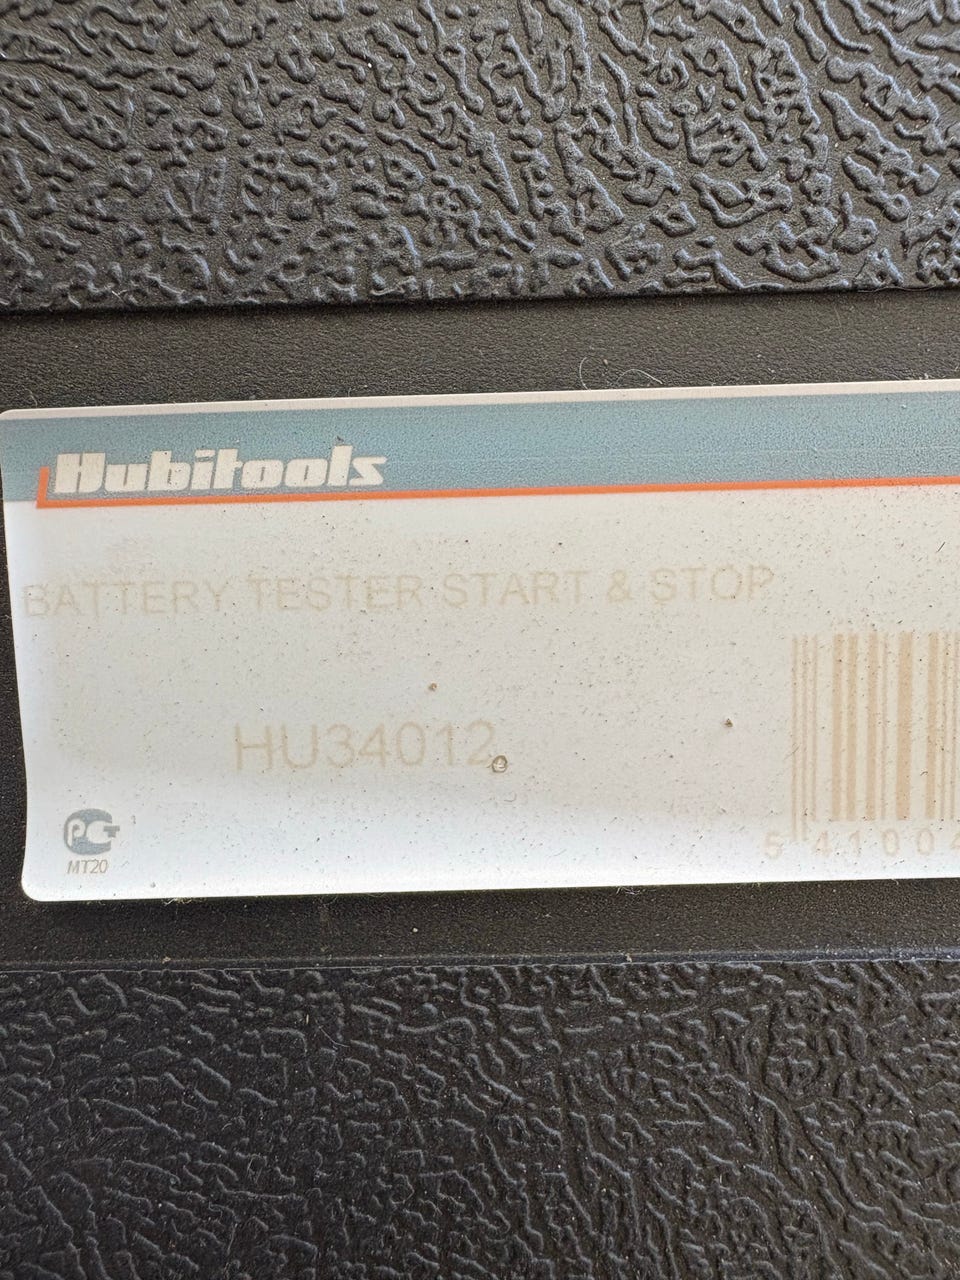 Hubitools
BATTERY TESTER START & STOP
HU34012
PCT
MT20
5 41004